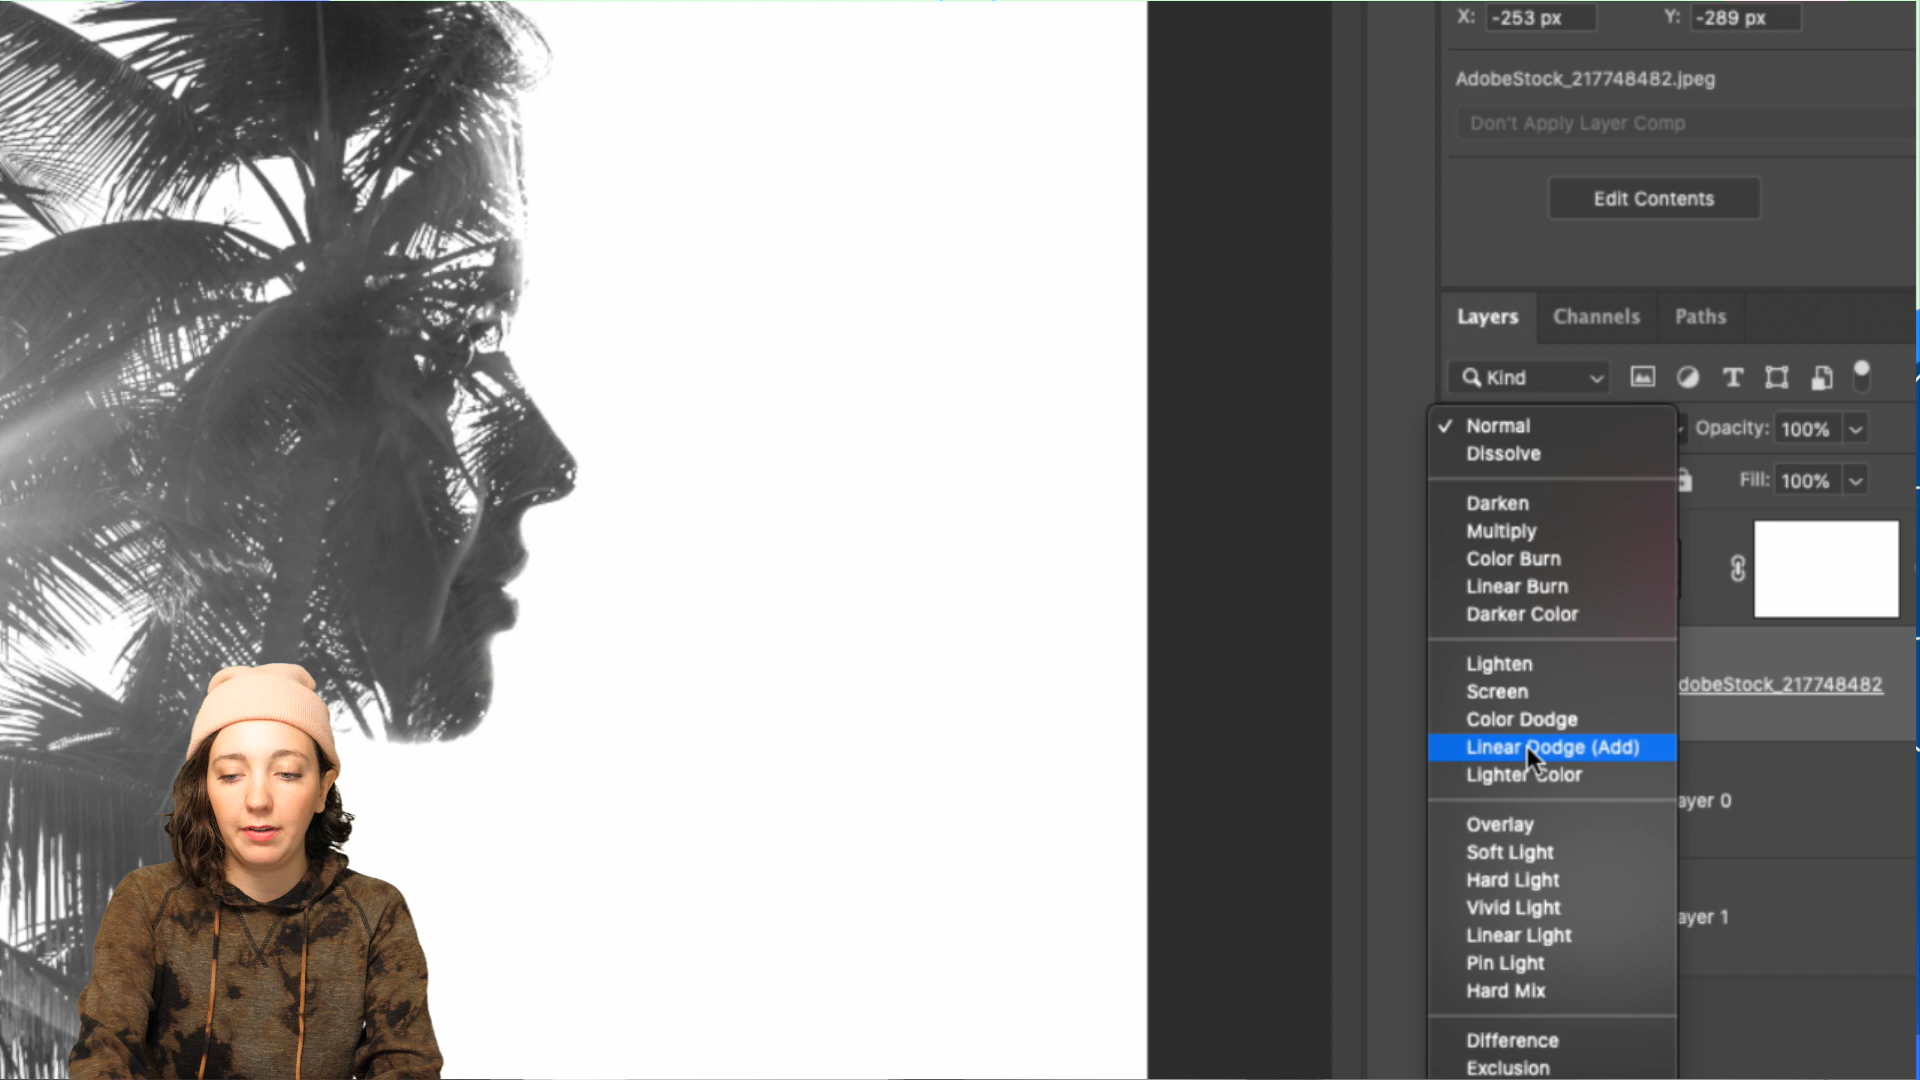 X: -253 px Y: -289 px
AdobeStock_217748482.jpeg
Don't Apply Layer Comp
Edit Contents
Layers Channels Paths
Kind
Normal
Opacity: 100%
Dissolve
Fill: 100%
Darken
Multiply
Color Burn
Linear Burn
Darker Color
Lighten
Screen
dobeStock_217748482
Color Dodge
Linear Dodge (Add)
Lighter Color
ayer 0
Overlay
Soft Light
Hard Light
Vivid Light
ayer 1
Linear Light
Pin Light
Hard Mix
Difference
Exclusion